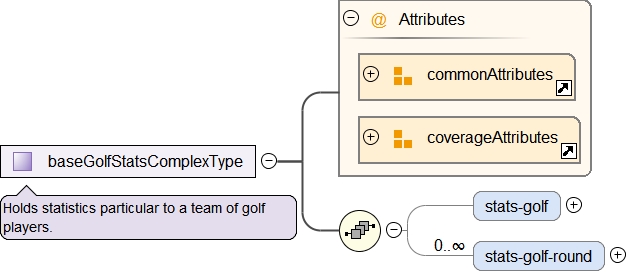 @ Attributes
commonAttributes
coverageAttributes
baseGolfStatsComplexType
Holds statistics particular to a team of golf
players.
stats-golf
0..∞
stats-golf-round